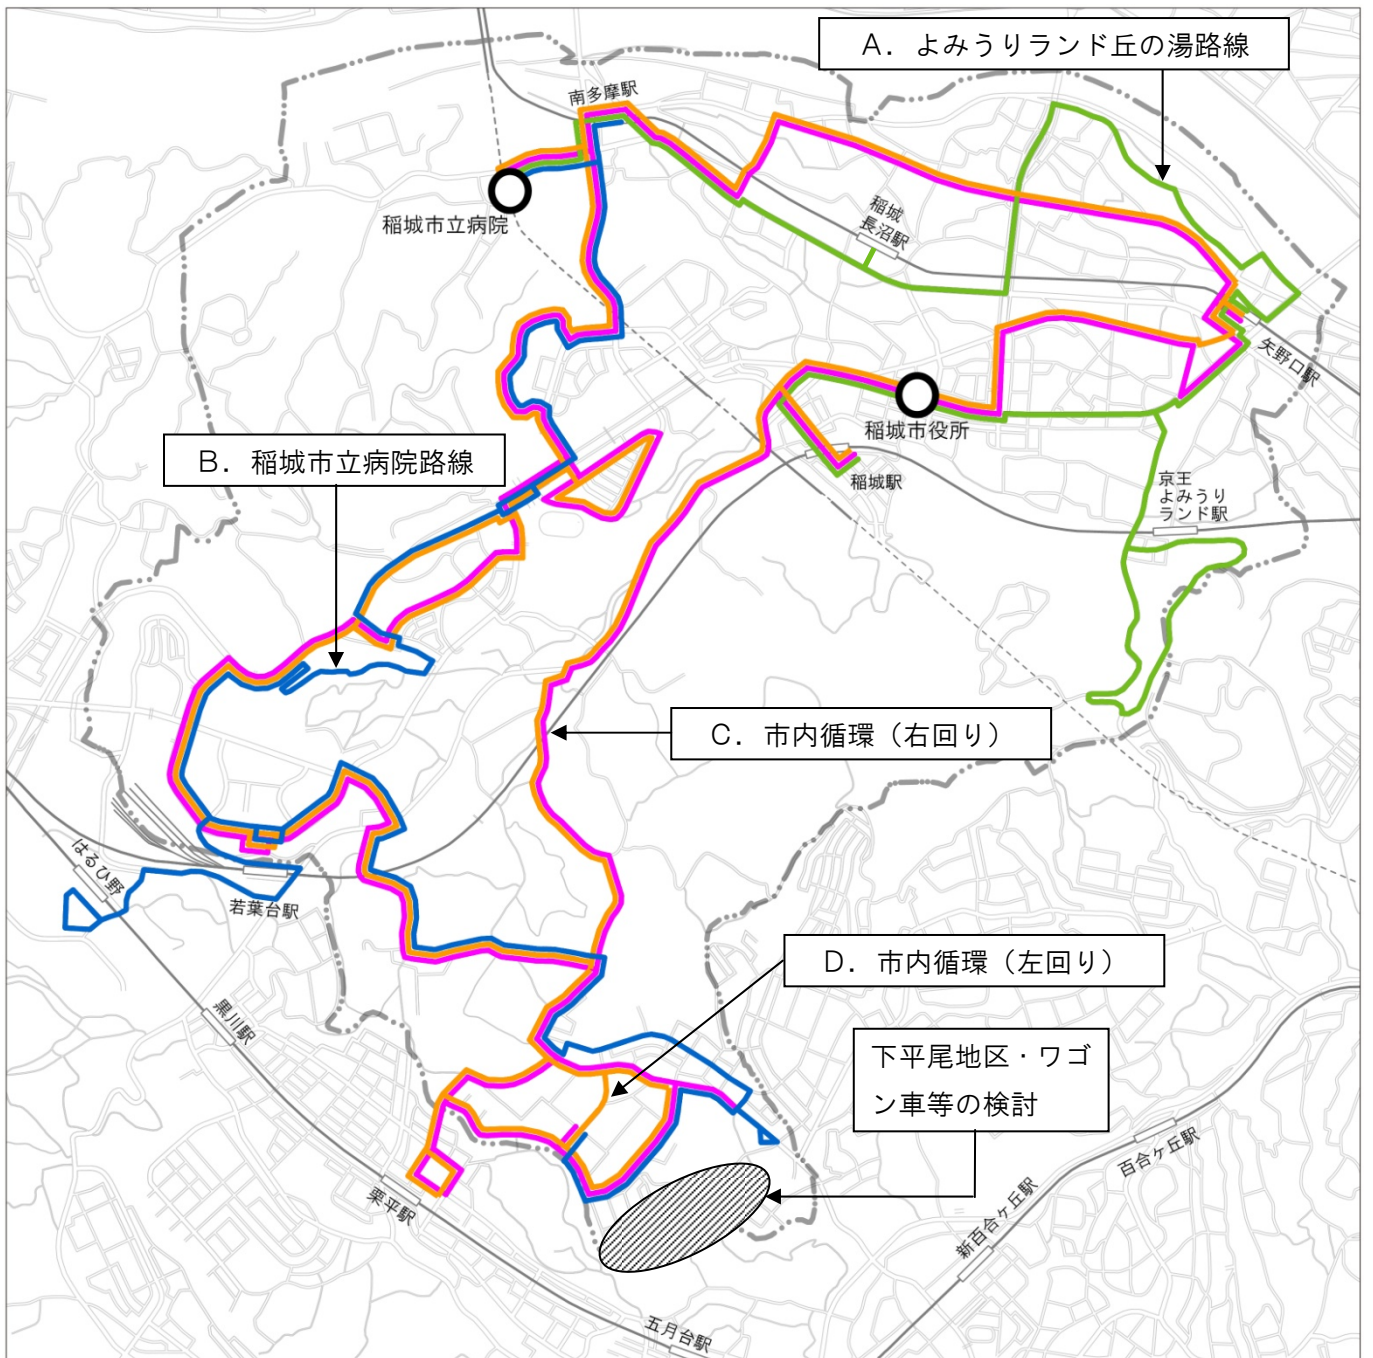 A．よみうりランド丘の湯路線
南多摩駅
稲城市立病院
稲城
長沼駅
矢野口駅
稲城市役所
B．稲城市立病院路線
稲城駅
京王
よみうり
ランド駅
C．市内循環（右回り）
はるひ野
若葉台駅
D．市内循環（左回り）
黒川駅
下平尾地区・ワゴ
ン車等の検討
百合ヶ丘駅
栗平駅
新百合ヶ丘駅
五月台駅